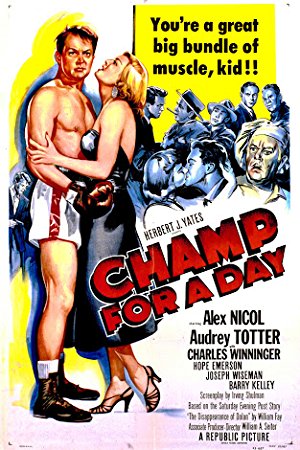 You're a great
big bundle of
muscle, kid!!
HERBERT J. YATES
CHAMP
FOR A DAY
starring Alex NICOL
Audrey TOTTER
with CHARLES WINNINGER
HOPE EMERSON
JOSEPH WISEMAN
BARRY KELLEY
Screenplay by Irving Shulman
Based on the Saturday Evening Post Story
"The Disappearance of Dolan" by William Fay
Associate Producer-Director William A. Seiter
A REPUBLIC PICTURE